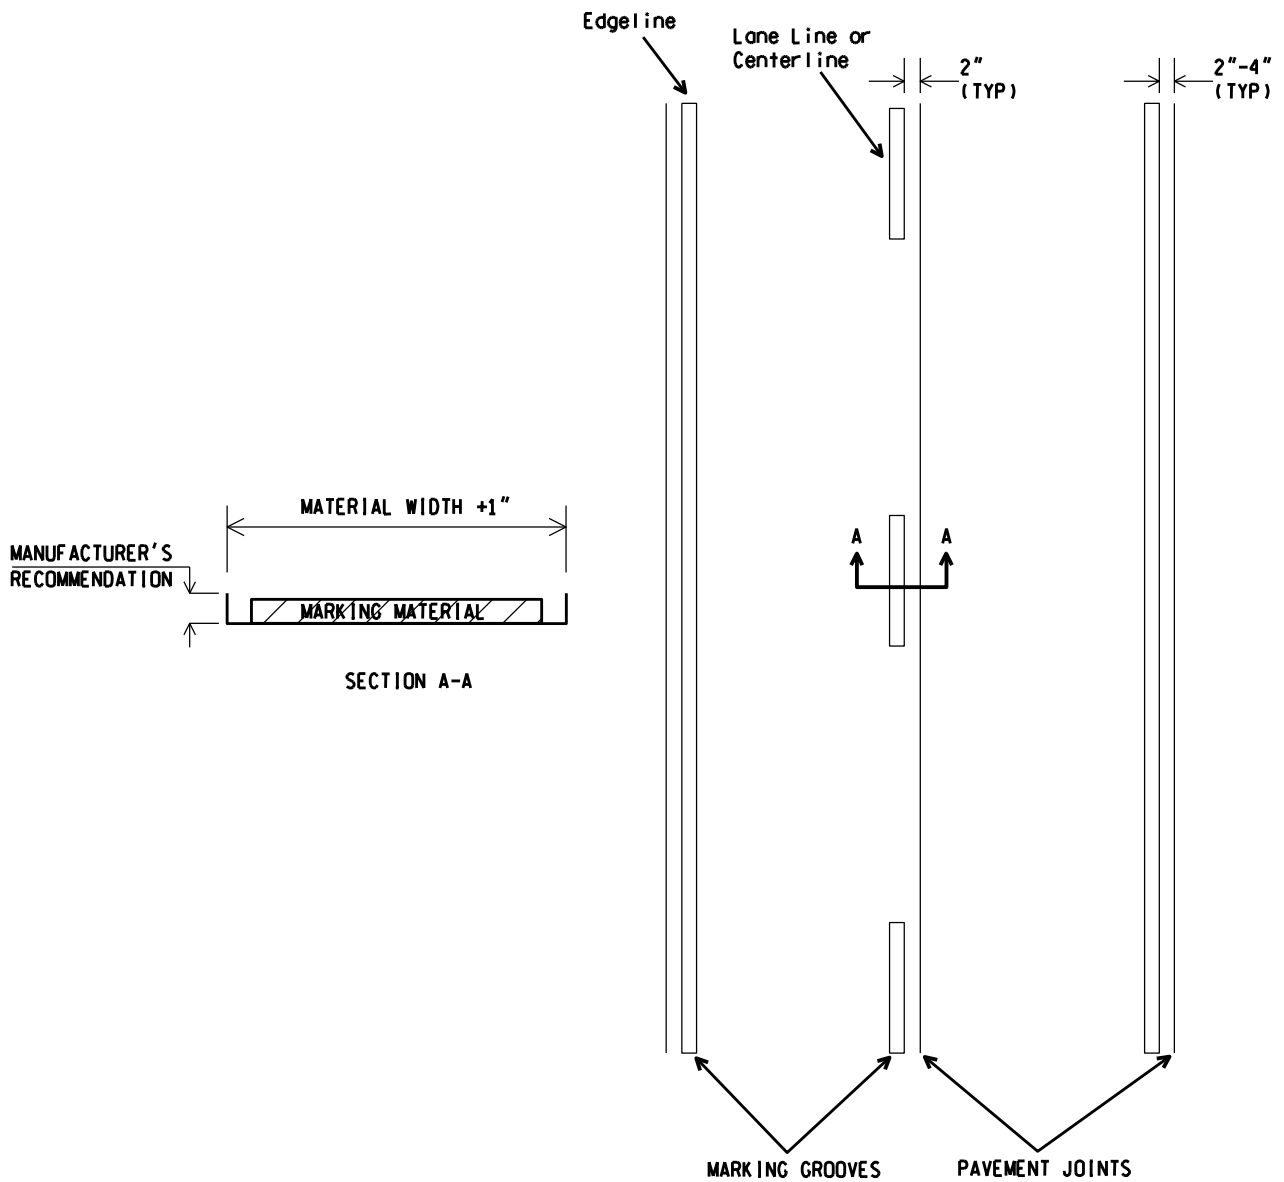 Edgeline
Lane Line or
Centerline
2"
(TYP)
2"-4"
(TYP)
MATERIAL WIDTH +1"
MANUFACTURER'S
RECOMMENDATION
MARKING MATERIAL
SECTION A-A
A
A
MARKING GROOVES
PAVEMENT JOINTS